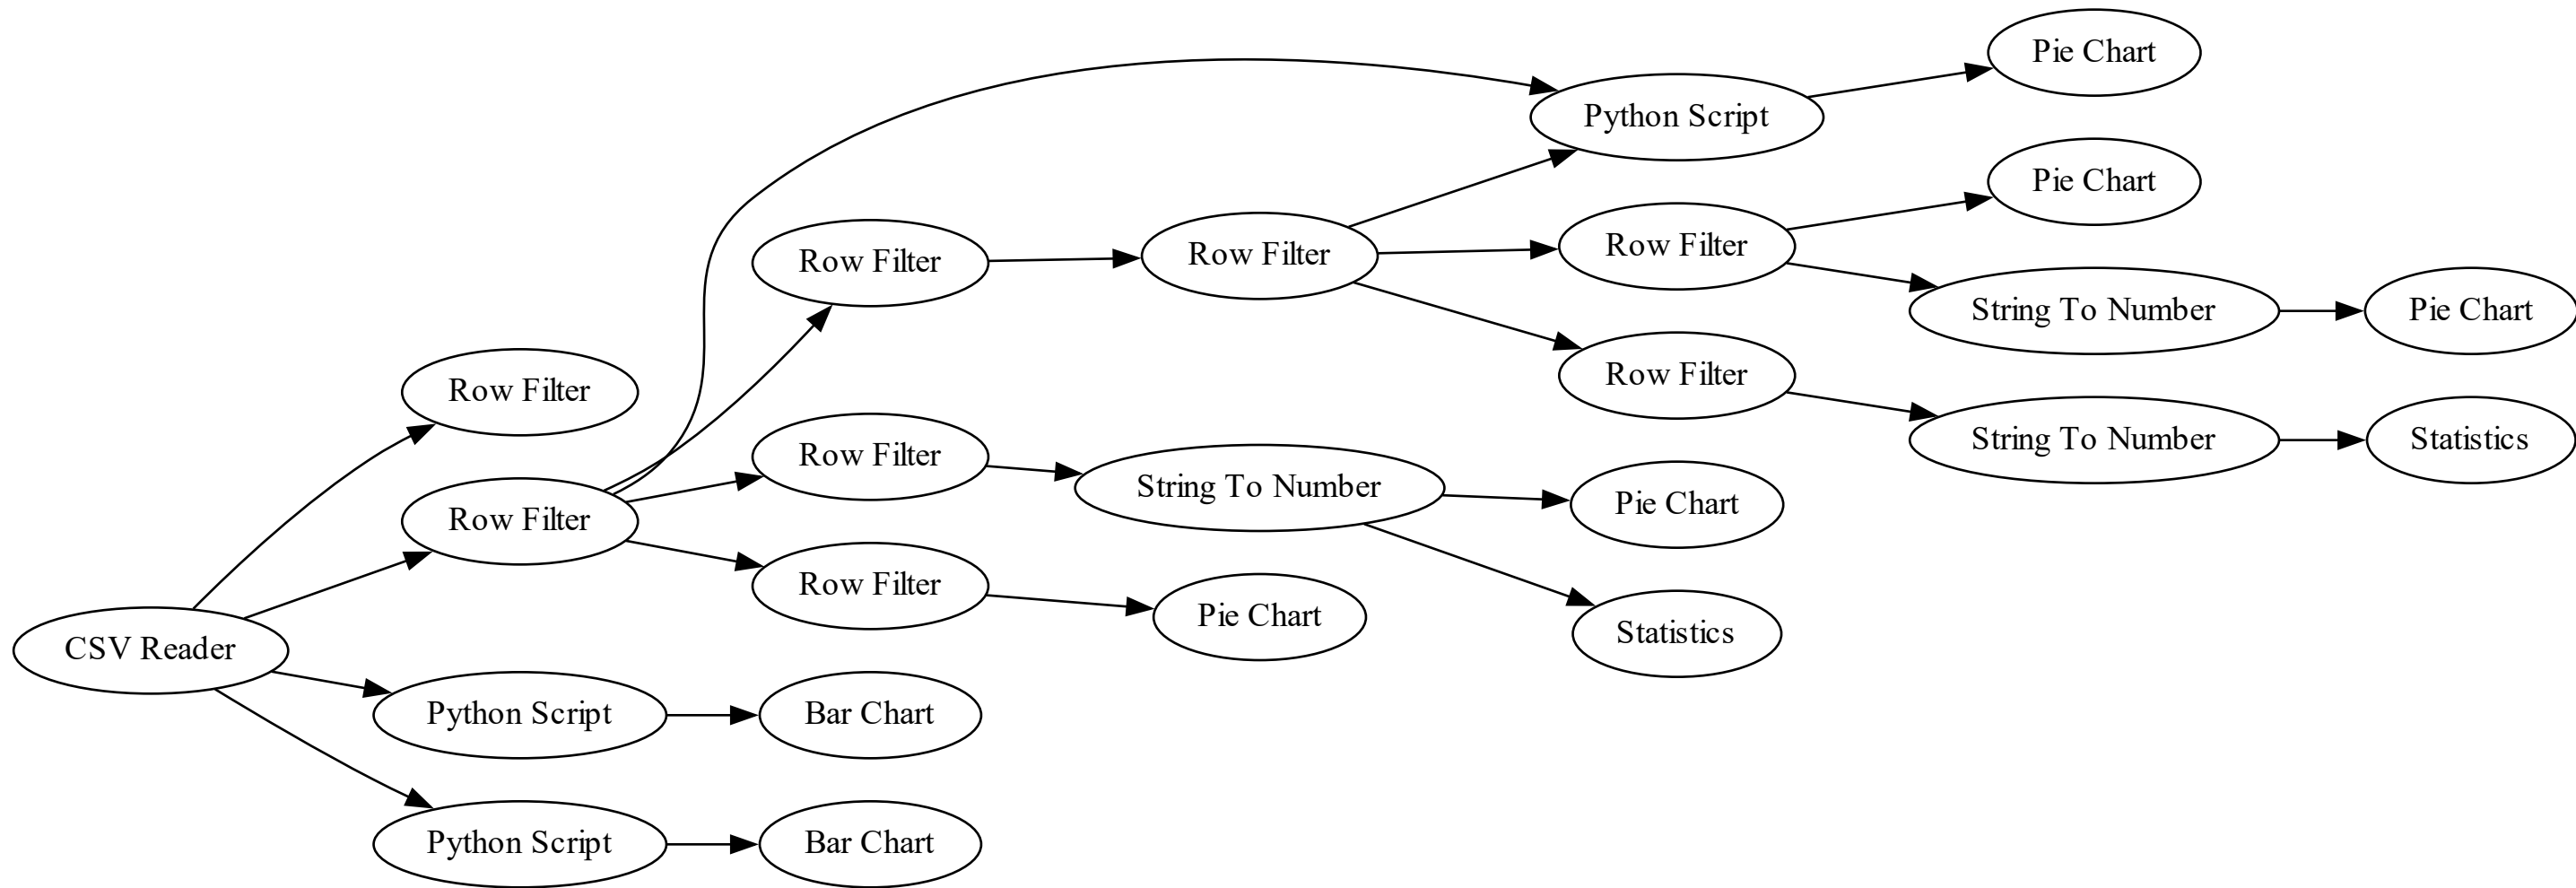 Pie Chart
Python Script
Pie Chart
Row Filter
Row Filter
Row Filter
String To Number
Pie Chart
Row Filter
Row Filter
String To Number
Statistics
Row Filter
String To Number
Pie Chart
Row Filter
Row Filter
Pie Chart
Statistics
CSV Reader
Python Script
Bar Chart
Python Script
Bar Chart